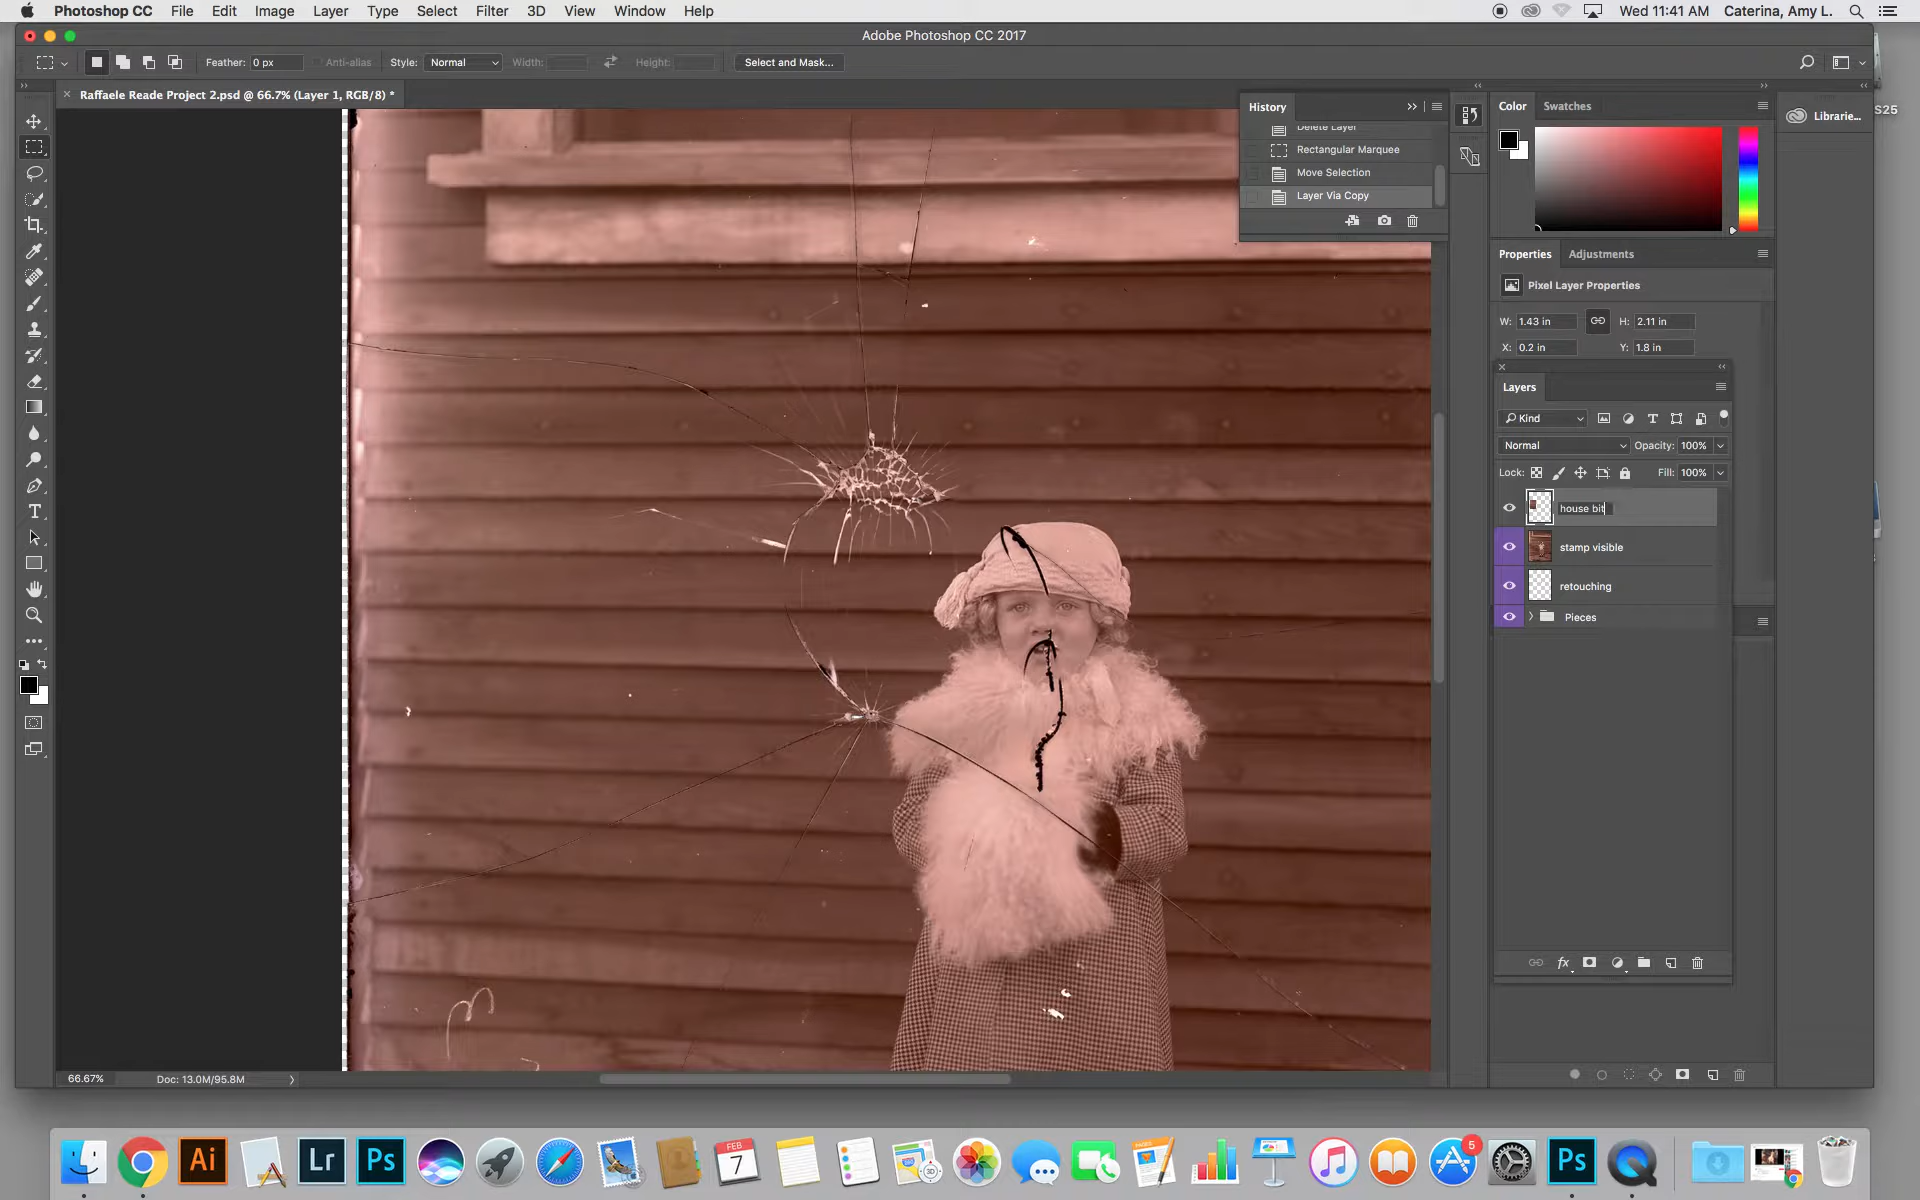 Photoshop CC File Edit Image Layer Type Select Filter 3D View Window Help Wed 11:41 AM Caterina, Amy L.
Adobe Photoshop CC 2017
Feather: 0 px Anti-alias Style: Normal Width: Height: Select and Mask...
Raffaele Reade Project 2.psd @ 66.7% (Layer 1, RGB/8) *
History
Delete Layer
Rectangular Marquee
Move Selection
Layer Via Copy
Color Swatches
Librarie...
S25
Properties Adjustments
Pixel Layer Properties
W: 1.43 in H: 2.11 in
X: 0.2 in Y: 1.8 in
Layers
Kind
Normal Opacity: 100%
Lock: Fill: 100%
house bit
stamp visible
retouching
Pieces
fx
66.67% Doc: 13.0M/95.8M
Ai Lr Ps FEB 7 3D 5 Ps